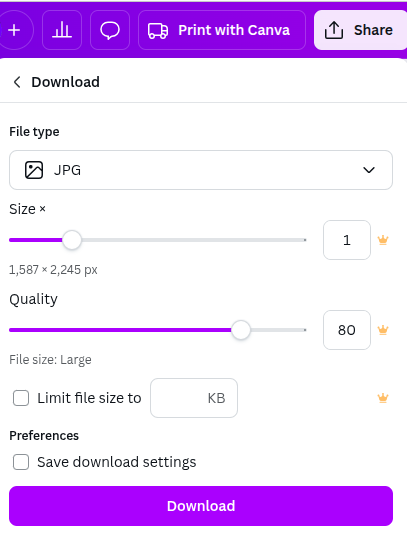 Print with Canva
Share
Download
File type
JPG
Size ×
1
1,587 × 2,245 px
Quality
80
File size: Large
Limit file size to
KB
Preferences
Save download settings
Download